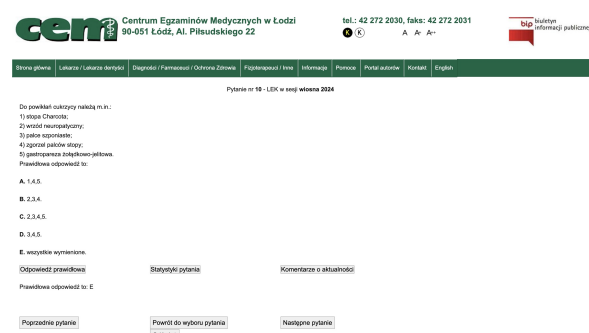 cem
Centrum Egzaminów Medycznych w Łodzi
90-051 Łódź, Al. Piłsudskiego 22
tel.: 42 272 2030, faks: 42 272 2031
K K A A- A++
bip biuletyn informacji publicznej
Strona główna Lekarze / Lekarze dentyści Diagności / Farmaceuci / Ochrona Zdrowia Fizjoterapeuci / Inne Informacje Pomoce Portal autorów Kontakt English
Pytanie nr 10 - LEK w sesji wiosna 2024
Do powikłań cukrzycy należą m.in.:
1) stopa Charcota;
2) wrzód neuropatyczny;
3) palce szponiaste;
4) zgorzel palców stopy;
5) gastropareza żołądkowo-jelitowa.
Prawidłowa odpowiedź to:
A. 1,4,5.
B. 2,3,4.
C. 2,3,4,5.
D. 3,4,5.
E. wszystkie wymienione.
Odpowiedź prawidłowa Statystyki pytania Komentarze o aktualności
Prawidłowa odpowiedź to: E
Poprzednie pytanie Powrót do wyboru pytania Następne pytanie